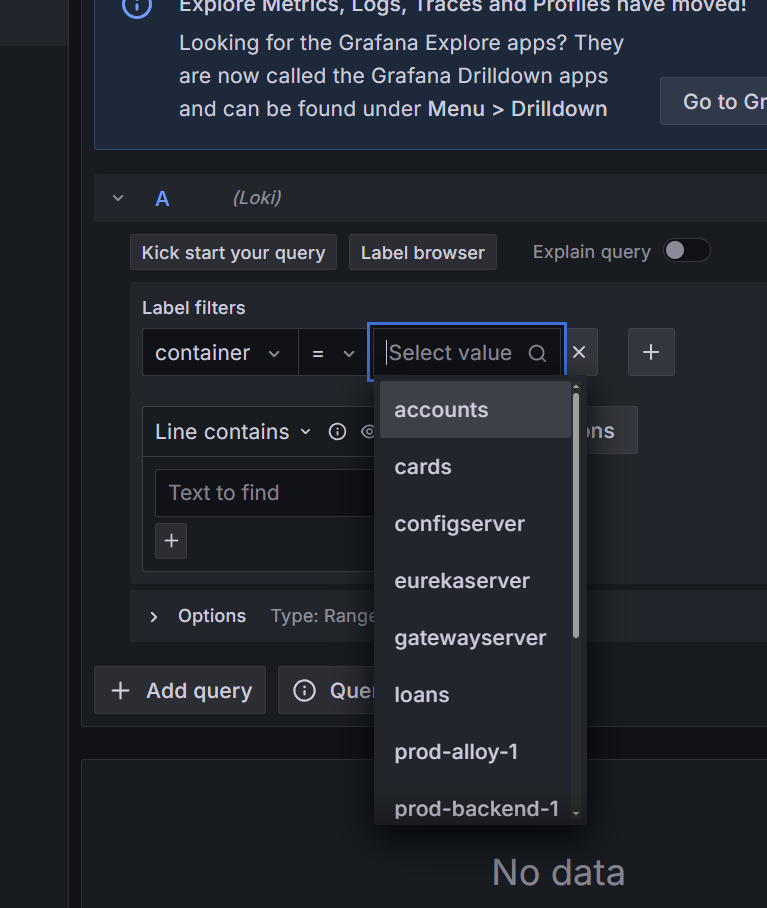 Explore Metrics, Logs, Traces and Profiles have moved!
Looking for the Grafana Explore apps? They
are now called the Grafana Drilldown apps
and can be found under Menu > Drilldown
Go to Gr
A (Loki)
Kick start your query Label browser Explain query
Label filters
container = Select value
Line contains
ons
Text to find
accounts
cards
configserver
eurekaserver
gatewayserver
loans
prod-alloy-1
prod-backend-1
Options Type: Range
Add query Quer
No data